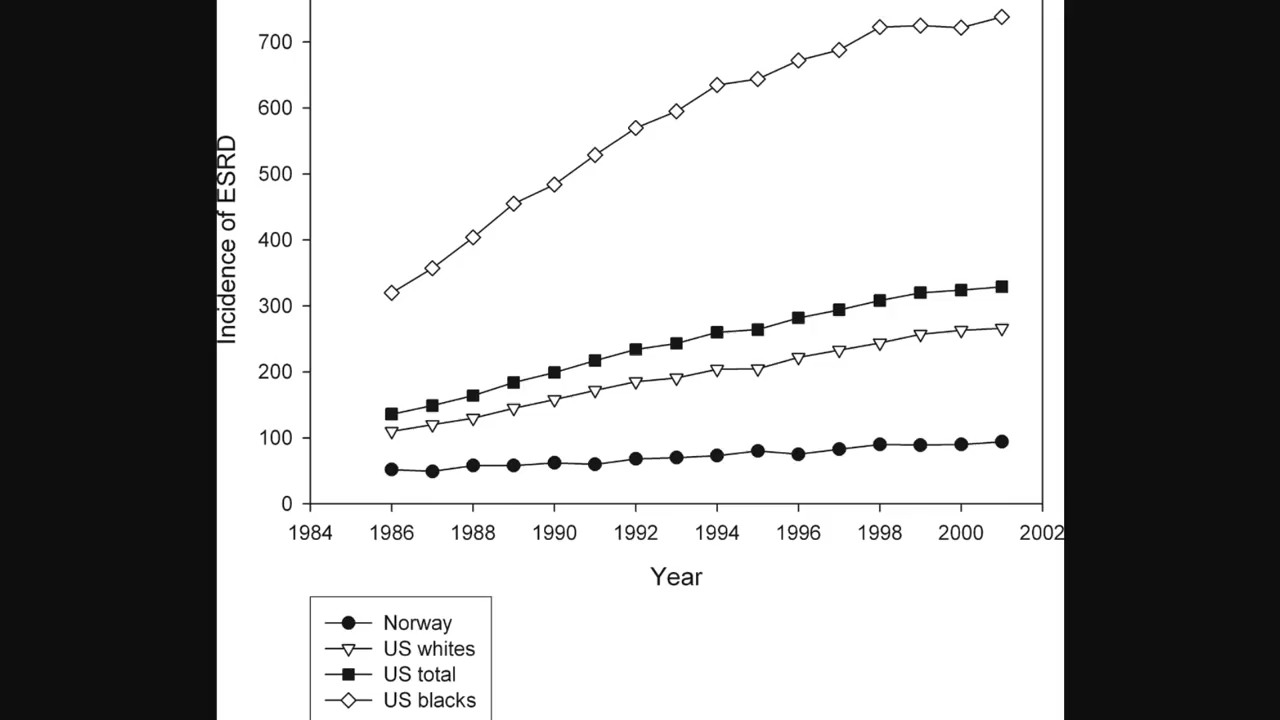 700
600
500
400
300
200
100
0
Incidence of ESRD
1984 1986 1988 1990 1992 1994 1996 1998 2000 2002
Year
Norway
US whites
US total
US blacks